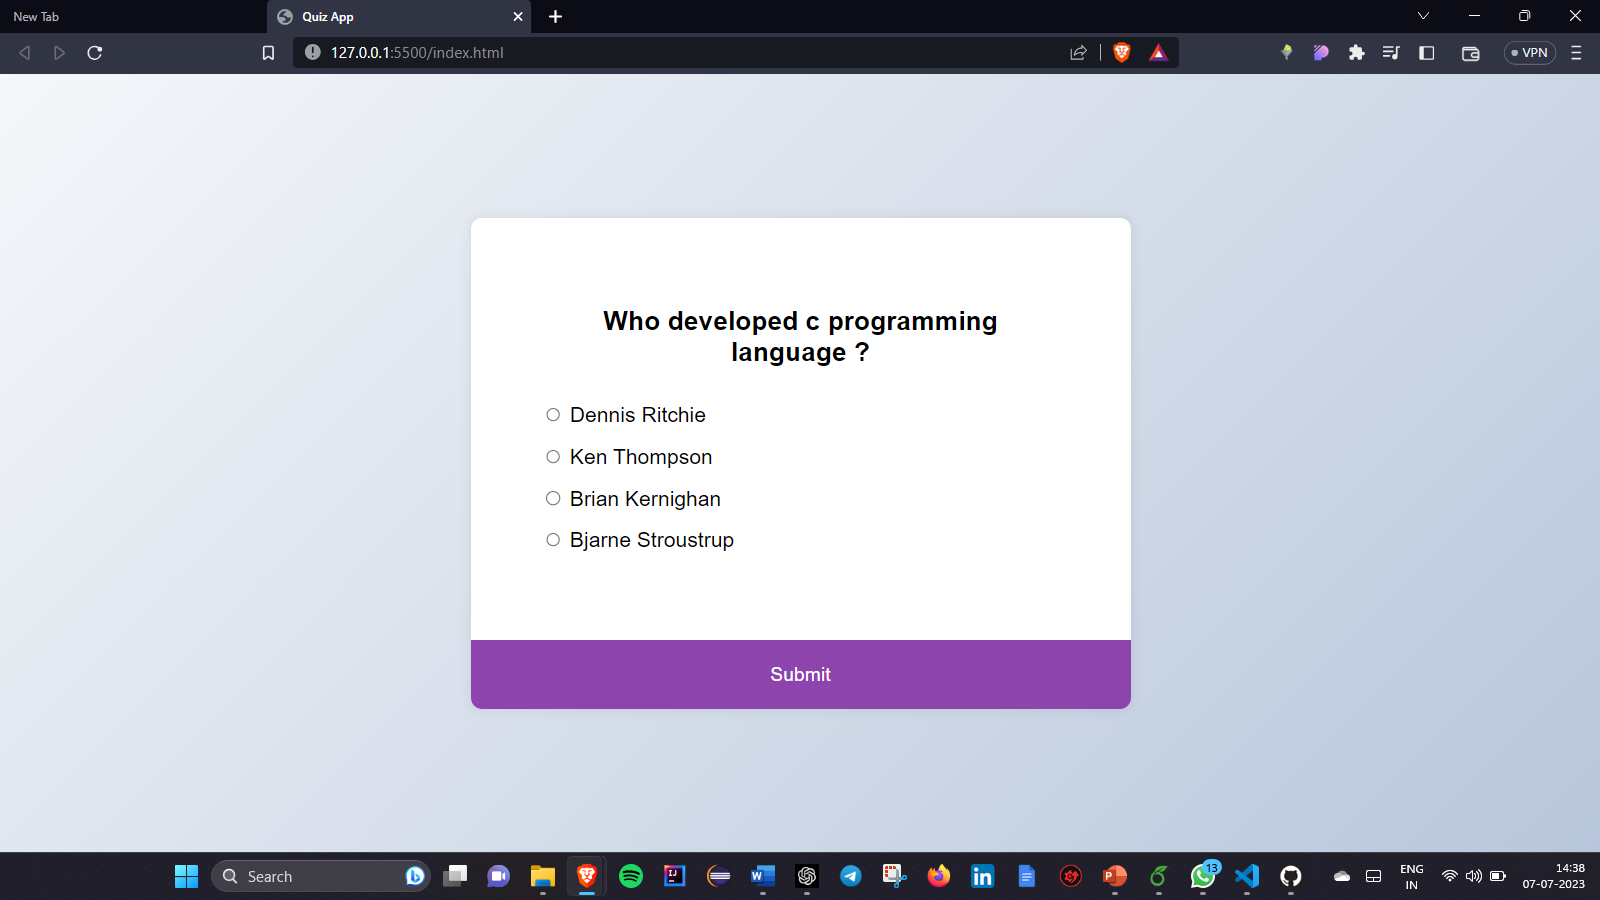 New Tab
Quiz App
127.0.0.1:5500/index.html
VPN
Who developed c programming
language ?
Dennis Ritchie
Ken Thompson
Brian Kernighan
Bjarne Stroustrup
Submit
Search
13
ENG
IN
14:38
07-07-2023